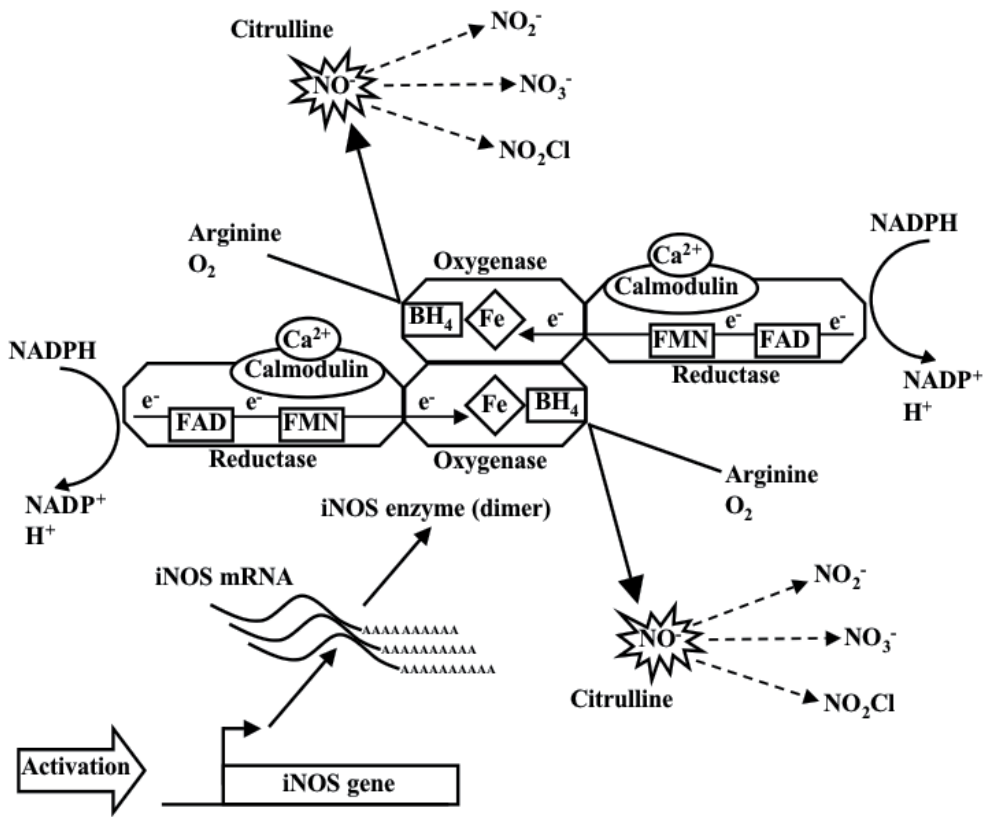 Citrulline
NO⁻
NO₂⁻
NO₃⁻
NO₂Cl
Arginine
O₂
NADPH
NADP⁺
H⁺
Oxygenase
BH₄
Fe
e⁻
Ca²⁺
Calmodulin
FMN
e⁻
FAD
e⁻
Reductase
NADPH
NADP⁺
H⁺
Ca²⁺
Calmodulin
e⁻
FAD
e⁻
FMN
e⁻
Fe
BH₄
Reductase
Oxygenase
Arginine
O₂
iNOS enzyme (dimer)
iNOS mRNA
AAAAAAAAAA
AAAAAAAAAA
AAAAAAAAAA
NO⁻
NO₂⁻
NO₃⁻
NO₂Cl
Citrulline
Activation
iNOS gene